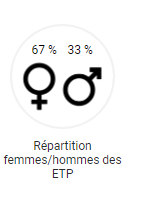 67 % 33 %
Répartition
femmes/hommes des
ETP